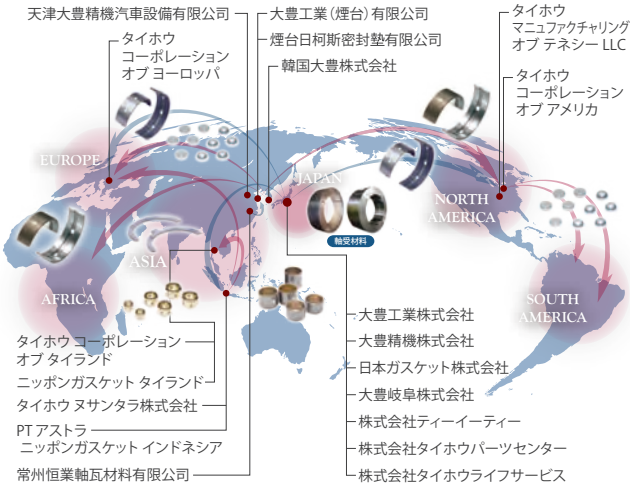 天津大豊精機汽車設備有限公司
大豊工業（煙台）有限公司
煙台日柯斯密封墊有限公司
韓国大豊株式会社
タイホウ
コーポレーション
オブ ヨーロッパ
タイホウ
マニュファクチャリング
オブ テネシー LLC
タイホウ
コーポレーション
オブ アメリカ
EUROPE
JAPAN
NORTH
AMERICA
軸受材料
ASIA
AFRICA
SOUTH
AMERICA
タイホウ コーポレーション
オブ タイランド
ニッポンガスケット タイランド
タイホウ ヌサンタラ株式会社
PT アストラ
ニッポンガスケット インドネシア
常州恒業軸瓦材料有限公司
大豊工業株式会社
大豊精機株式会社
日本ガスケット株式会社
大豊岐阜株式会社
株式会社ティーイーティー
株式会社タイホウパーツセンター
株式会社タイホウライフサービス